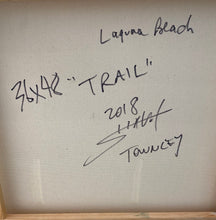 Laguna Beach
36x48" "TRAIL"
2018
TOWNLEY